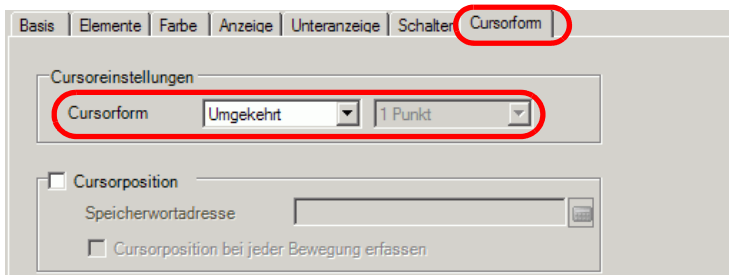 Basis Elemente Farbe Anzeige Unteranzeige Schalter Cursorform
Cursoreinstellungen
Cursorform Umgekehrt 1 Punkt
Cursorposition
Speicherwortadresse
Cursorposition bei jeder Bewegung erfassen